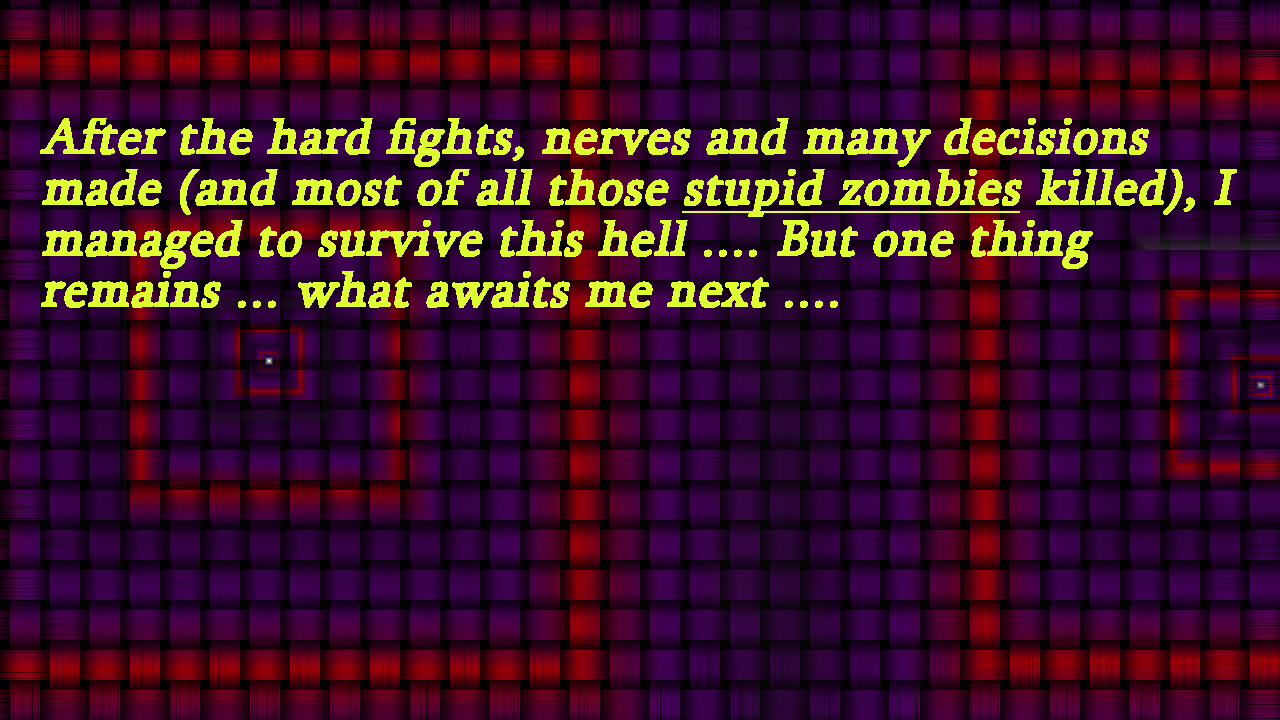 After the hard fights, nerves and many decisions
made (and most of all those stupid zombies killed), I
managed to survive this hell .... But one thing
remains ... what awaits me next ....